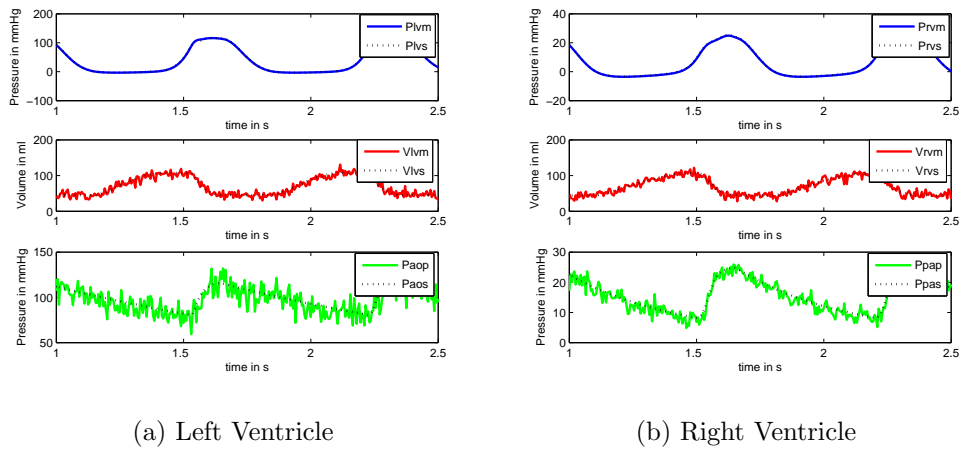 200
100
0
−100
Pressure in mmHg
Plvm
Plvs
1
1.5
2
2.5
time in s
200
100
0
Volume in ml
Vlvm
Vlvs
1
1.5
2
2.5
time in s
150
100
50
Pressure in mmHg
Paop
Paos
1
1.5
2
2.5
time in s
(a) Left Ventricle
40
20
0
−20
Pressure in mmHg
Prvm
Prvs
1
1.5
2
2.5
time in s
200
100
0
Volume in ml
Vrvm
Vrvs
1
1.5
2
2.5
time in s
30
20
10
0
Pressure in mmHg
Ppap
Ppas
1
1.5
2
2.5
time in s
(b) Right Ventricle